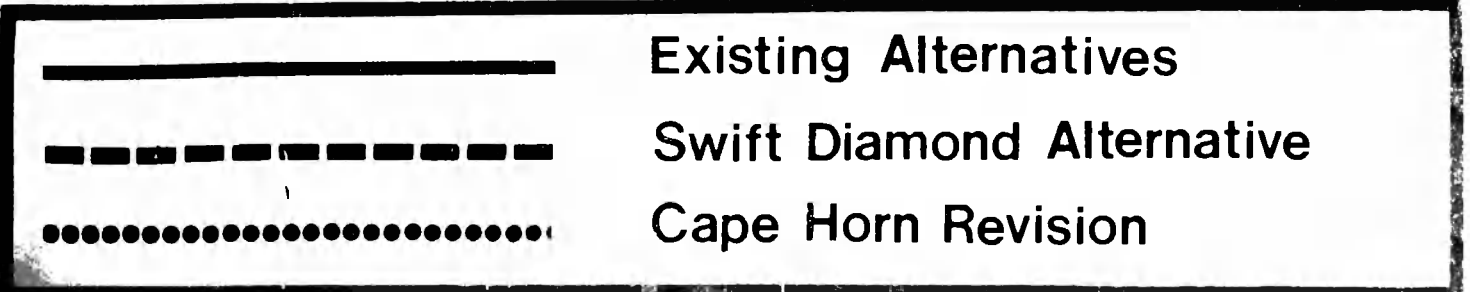 Existing Alternatives
Swift Diamond Alternative
Cape Horn Revision